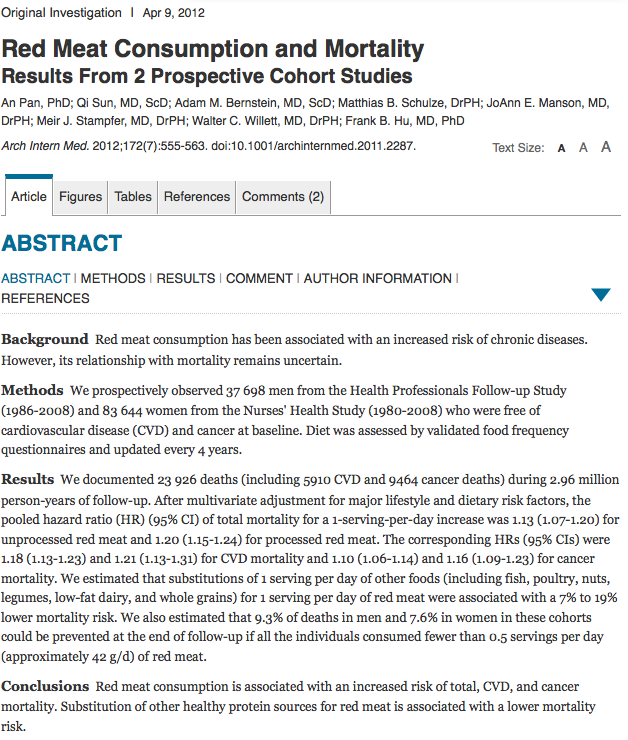 Original Investigation | Apr 9, 2012
Red Meat Consumption and Mortality
Results From 2 Prospective Cohort Studies
An Pan, PhD; Qi Sun, MD, ScD; Adam M. Bernstein, MD, ScD; Matthias B. Schulze, DrPH; JoAnn E. Manson, MD,
DrPH; Meir J. Stampfer, MD, DrPH; Walter C. Willett, MD, DrPH; Frank B. Hu, MD, PhD
Arch Intern Med. 2012;172(7):555-563. doi:10.1001/archinternmed.2011.2287.
Text Size: A A A
Article Figures Tables References Comments (2)
ABSTRACT
ABSTRACT | METHODS | RESULTS | COMMENT | AUTHOR INFORMATION |
REFERENCES
Background Red meat consumption has been associated with an increased risk of chronic diseases.
However, its relationship with mortality remains uncertain.
Methods We prospectively observed 37 698 men from the Health Professionals Follow-up Study
(1986-2008) and 83 644 women from the Nurses' Health Study (1980-2008) who were free of
cardiovascular disease (CVD) and cancer at baseline. Diet was assessed by validated food frequency
questionnaires and updated every 4 years.
Results We documented 23 926 deaths (including 5910 CVD and 9464 cancer deaths) during 2.96 million
person-years of follow-up. After multivariate adjustment for major lifestyle and dietary risk factors, the
pooled hazard ratio (HR) (95% CI) of total mortality for a 1-serving-per-day increase was 1.13 (1.07-1.20) for
unprocessed red meat and 1.20 (1.15-1.24) for processed red meat. The corresponding HRs (95% CIs) were
1.18 (1.13-1.23) and 1.21 (1.13-1.31) for CVD mortality and 1.10 (1.06-1.14) and 1.16 (1.09-1.23) for cancer
mortality. We estimated that substitutions of 1 serving per day of other foods (including fish, poultry, nuts,
legumes, low-fat dairy, and whole grains) for 1 serving per day of red meat were associated with a 7% to 19%
lower mortality risk. We also estimated that 9.3% of deaths in men and 7.6% in women in these cohorts
could be prevented at the end of follow-up if all the individuals consumed fewer than 0.5 servings per day
(approximately 42 g/d) of red meat.
Conclusions Red meat consumption is associated with an increased risk of total, CVD, and cancer
mortality. Substitution of other healthy protein sources for red meat is associated with a lower mortality
risk.